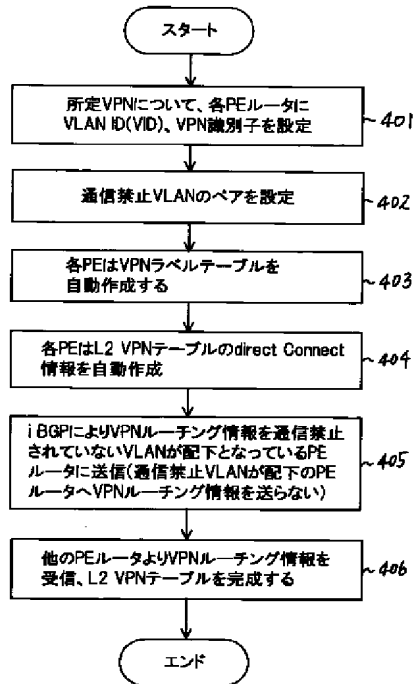 スタート
所定VPNについて、各PEルータに
VLAN ID(VID)、VPN識別子を設定
401
通信禁止VLANのペアを設定
402
各PEはVPNラベルテーブルを
自動作成する
403
各PEはL2 VPNテーブルのdirect Connect
情報を自動作成
404
iBGPによりVPNルーチング情報を通信禁止
されていないVLANが配下となっているPE
ルータに送信(通信禁止VLANが配下のPE
ルータへVPNルーチング情報を送らない)
405
他のPEルータよりVPNルーチング情報を
受信、L2 VPNテーブルを完成する
406
エンド